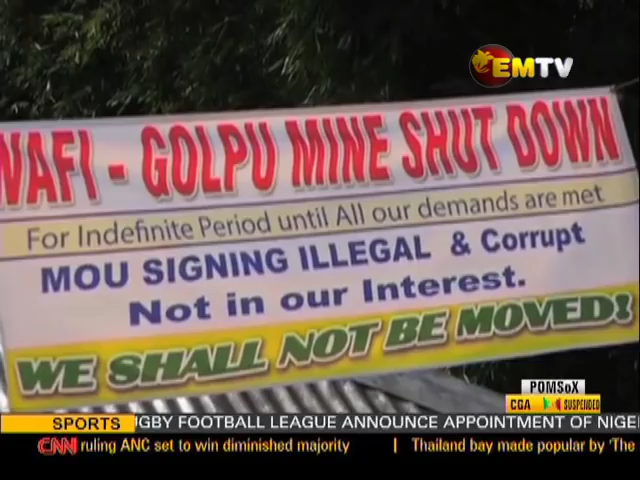 EMTV
WAFI - GOLPU MINE SHUT DOWN
For Indefinite Period until All our demands are met
MOU SIGNING ILLEGAL & Corrupt
Not in our Interest.
WE SHALL NOT BE MOVED!
POMSoX
CGA SUSPENDED
SPORTS UGBY FOOTBALL LEAGUE ANNOUNCE APPOINTMENT OF NIGE
CNN ruling ANC set to win diminished majority | Thailand bay made popular by 'The